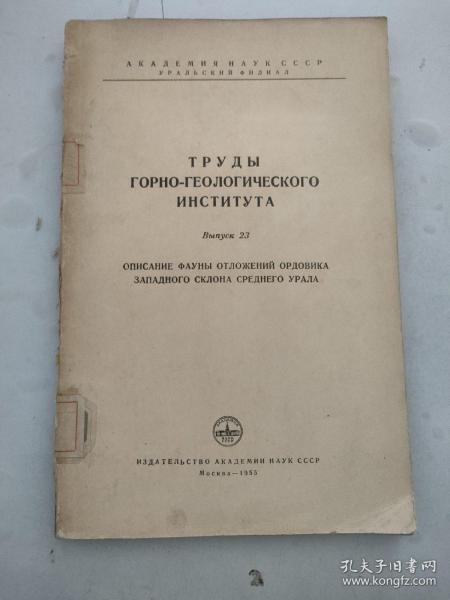 АКАДЕМИЯ НАУК СССР
УРАЛЬСКИЙ ФИЛИАЛ
ТРУДЫ
ГОРНО-ГЕОЛОГИЧЕСКОГО
ИНСТИТУТА
Выпуск 23
ОПИСАНИЕ ФАУНЫ ОТЛОЖЕНИЙ ОРДОВИКА
ЗАПАДНОГО СКЛОНА СРЕДНЕГО УРАЛА
ИЗДАТЕЛЬСТВО АКАДЕМИИ НАУК СССР
Москва—1955
孔夫子旧书网
www.kongfz.com